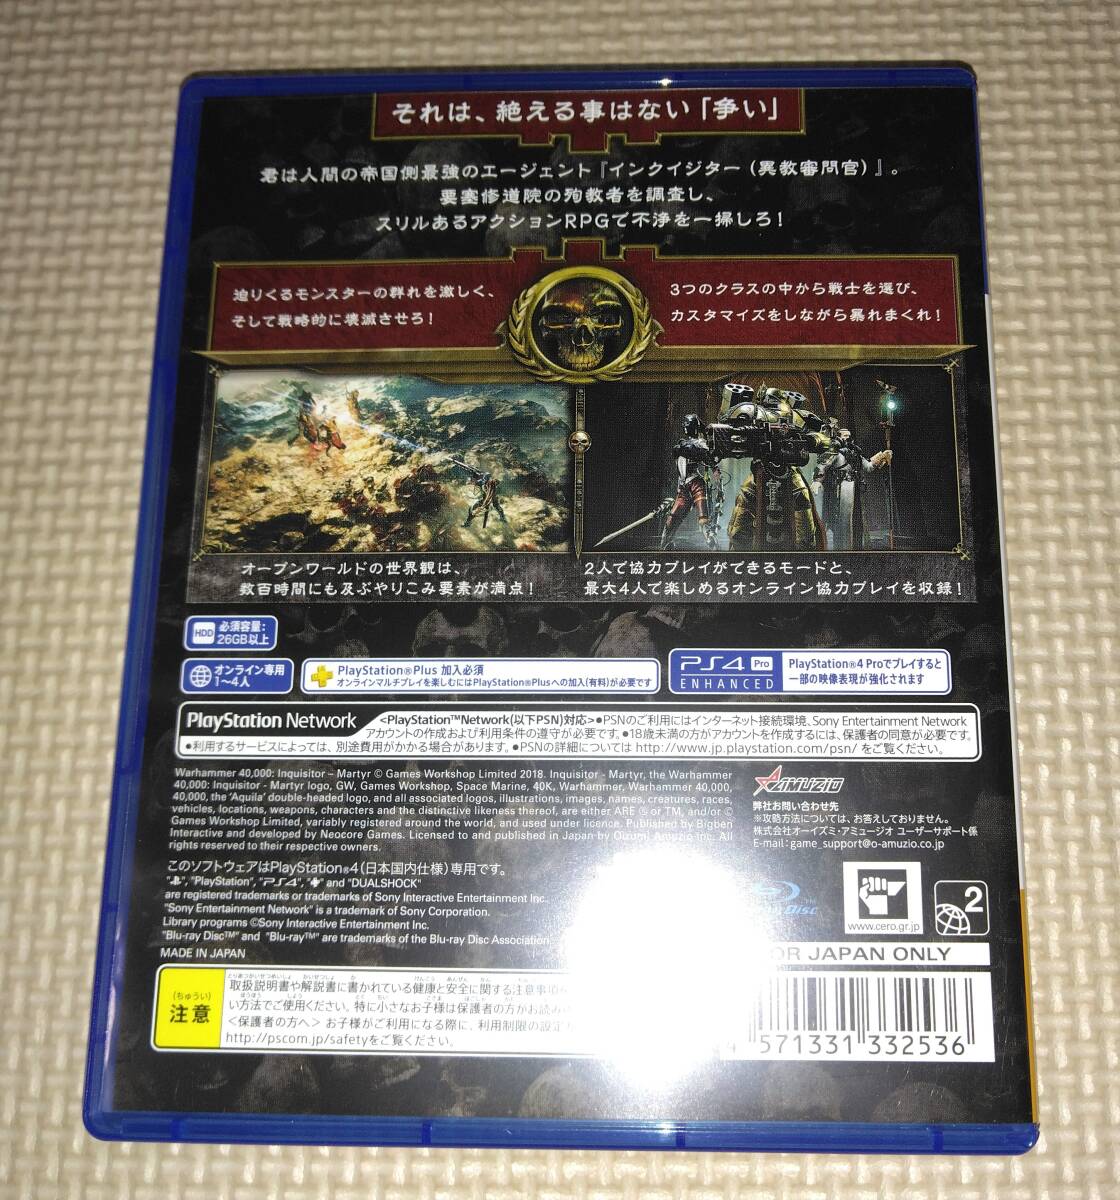 それは、絶える事はない「争い」
君は人間の帝国側最強のエージェント『インクイジター（異教審問官）』。
要塞修道院の殉教者を調査し、
スリルあるアクションRPGで不浄を一掃しろ！
迫りくるモンスターの群れを激しく、
そして戦略的に壊滅させろ！
3つのクラスの中から戦士を選び、
カスタマイズをしながら暴れまくれ！
オープンワールドの世界観は、
数百時間にも及ぶやりこみ要素が満点！
2人で協力プレイができるモードと、
最大4人で楽しめるオンライン協力プレイを収録！
HDD 必須容量：
26GB以上
オンライン専用
1～4人
PlayStation®Plus 加入必須
オンラインマルチプレイを楽しむにはPlayStation®Plusへの加入(有料)が必要です
PS4 Pro
ENHANCED
PlayStation®4 Proでプレイすると
一部の映像表現が強化されます
PlayStation Network <PlayStation™Network(以下PSN)対応>●PSNのご利用にはインターネット接続環境、Sony Entertainment Network
アカウントの作成および利用条件の遵守が必要です。●18歳未満の方がアカウントを作成するには、保護者の同意が必要です。
●利用するサービスによっては、別途費用がかかる場合があります。●PSNの詳細については http://www.jp.playstation.com/psn/ をご覧ください。
Warhammer 40,000: Inquisitor – Martyr © Games Workshop Limited 2018. Inquisitor - Martyr, the Warhammer
40,000: Inquisitor - Martyr logo, GW, Games Workshop, Space Marine, 40K, Warhammer, Warhammer 40,000,
40,000, the 'Aquila' double-headed logo, and all associated logos, illustrations, images, names, creatures, races,
vehicles, locations, weapons, characters and the distinctive likeness thereof, are either ® or TM, and/or ©
Games Workshop Limited, variably registered around the world, and used under licence. Published by Bigben
Interactive and developed by Neocore Games. Licensed to and published in Japan by Oizumi Amuzio Inc. All
rights reserved to their respective owners.
AMUZIO
弊社お問い合わせ先
※攻略方法については、お答えしておりません。
株式会社オーイズミ・アミュージオ ユーザーサポート係
E-mail：game_support@o-amuzio.co.jp
このソフトウェアはPlayStation®4(日本国内仕様)専用です。
"PlayStation", "PS4", and "DUALSHOCK"
are registered trademarks or trademarks of Sony Interactive Entertainment Inc.
"Sony Entertainment Network" is a trademark of Sony Corporation.
Library programs ©Sony Interactive Entertainment Inc.
"Blu-ray Disc™" and "Blu-ray™" are trademarks of the Blu-ray Disc Association.
MADE IN JAPAN
www.cero.gr.jp
2
OR JAPAN ONLY
(ちゅうい)
注意
取扱説明書や解説書に書かれている健康と安全に関する注意事項
い方法でご使用ください。特に小さなお子様は保護者の方がお読み
<保護者の方へ> お子様がご利用になる際に、利用制限の設定
http://pscom.jp/safetyをご覧ください。
4 571331 332536